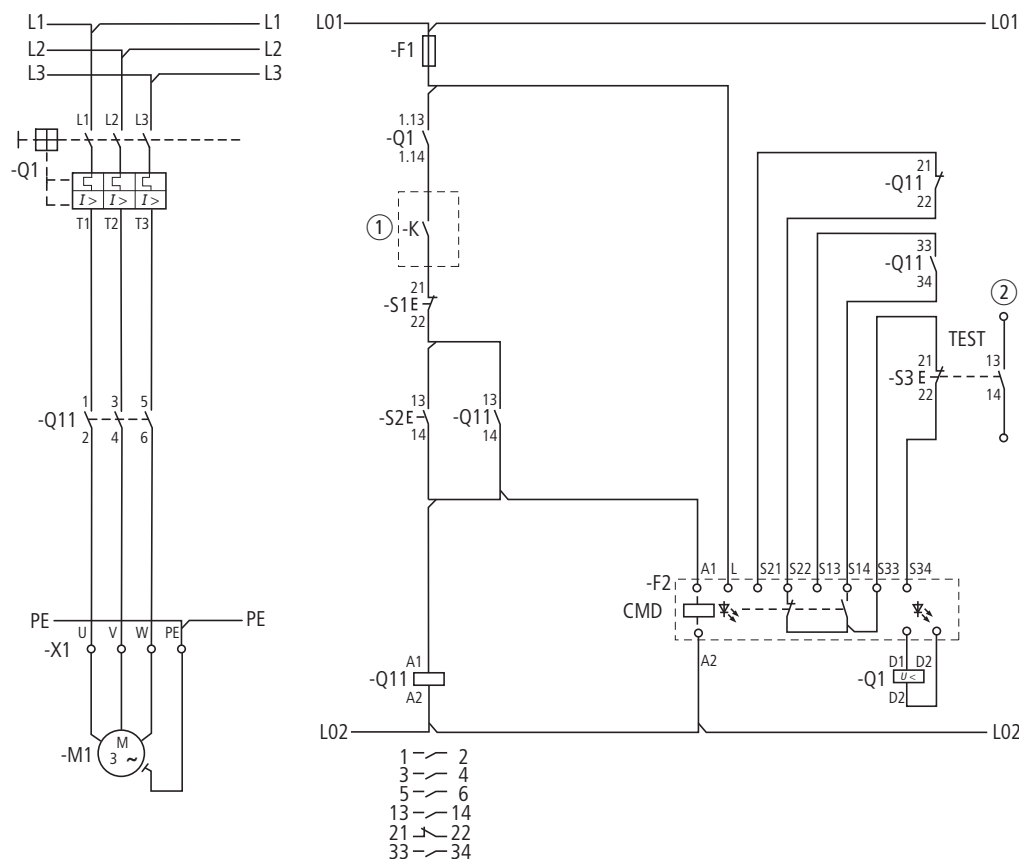 L1 L1
L2 L2
L3 L3
L1 L2 L3
-Q1
I > I > I >
T1 T2 T3
1 3 5
-Q11
2 4 6
PE PE
U V W PE
-X1
M
3 ~
-M1
L01 L01
-F1
1.13
-Q1
1.14
1 -K
21
-S1 E
22
13 13
-S2 E -Q11
14 14
21
-Q11
22
33
-Q11
34
2
TEST
21 13
-S3 E
22 14
A1 L S21 S22 S13 S14 S33 S34
-F2
CMD
A2
D1 D2
-Q1 U <
D2
A1
-Q11
A2
L02 L02
1 2
3 4
5 6
13 14
21 22
33 34